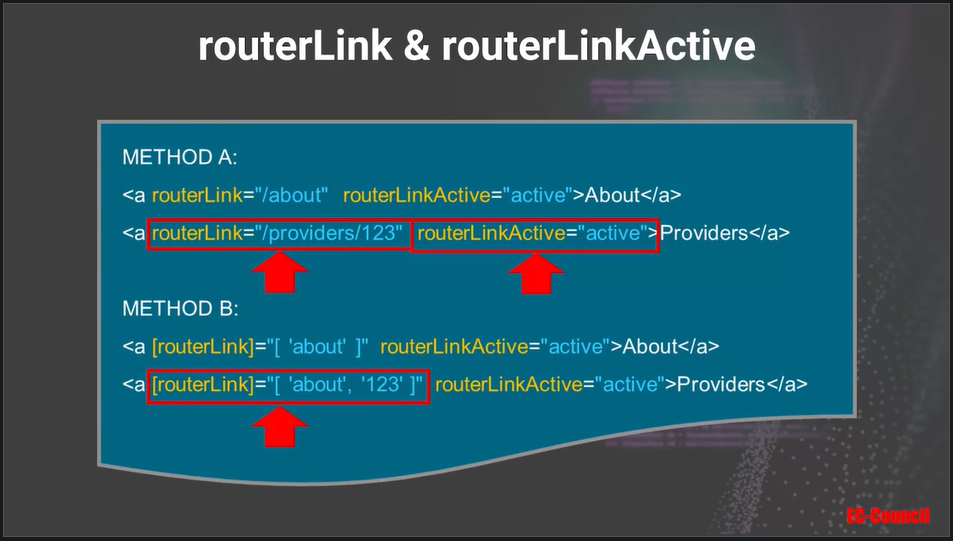 routerLink & routerLinkActive
METHOD A:
<a routerLink="/about" routerLinkActive="active">About</a>
<a routerLink="/providers/123" routerLinkActive="active">Providers</a>
METHOD B:
<a [routerLink]="[ 'about' ]" routerLinkActive="active">About</a>
<a [routerLink]="[ 'about', '123' ]" routerLinkActive="active">Providers</a>
EC-Council